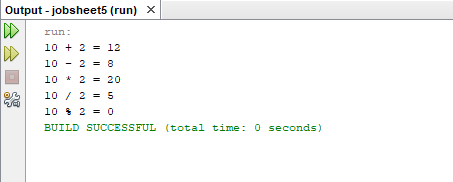 Output - jobsheet5 (run) ×
run:
10 + 2 = 12
10 - 2 = 8
10 * 2 = 20
10 / 2 = 5
10 % 2 = 0
BUILD SUCCESSFUL (total time: 0 seconds)